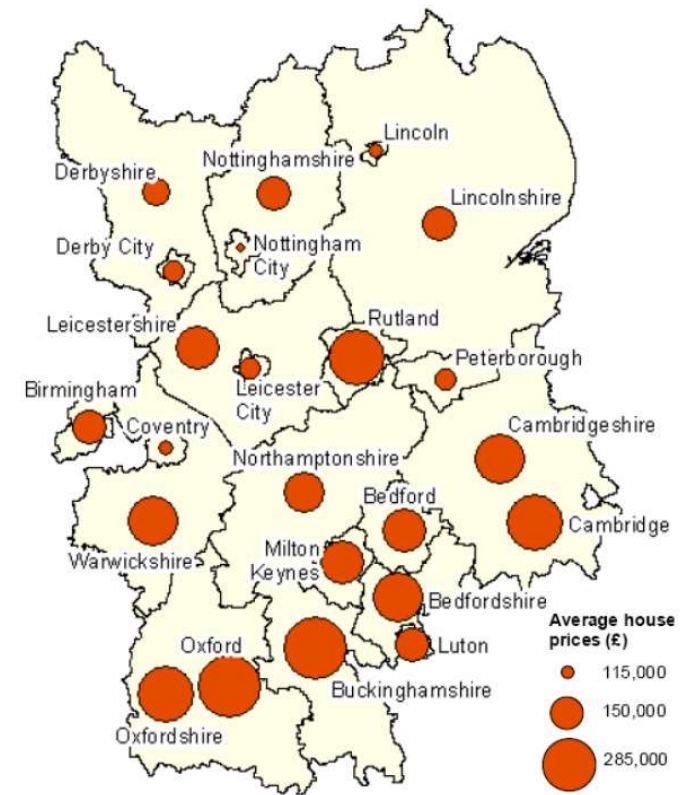 Lincoln
Nottinghamshire
Derbyshire
Lincolnshire
Derby City
Nottingham
City
Leicestershire
Rutland
Peterborough
Birmingham
Leicester
City
Coventry
Cambridgeshire
Northamptonshire
Bedford
Cambridge
Milton
Keynes
Warwickshire
Bedfordshire
Oxford
Luton
Buckinghamshire
Oxfordshire
Average house
prices (£)
115,000
150,000
285,000